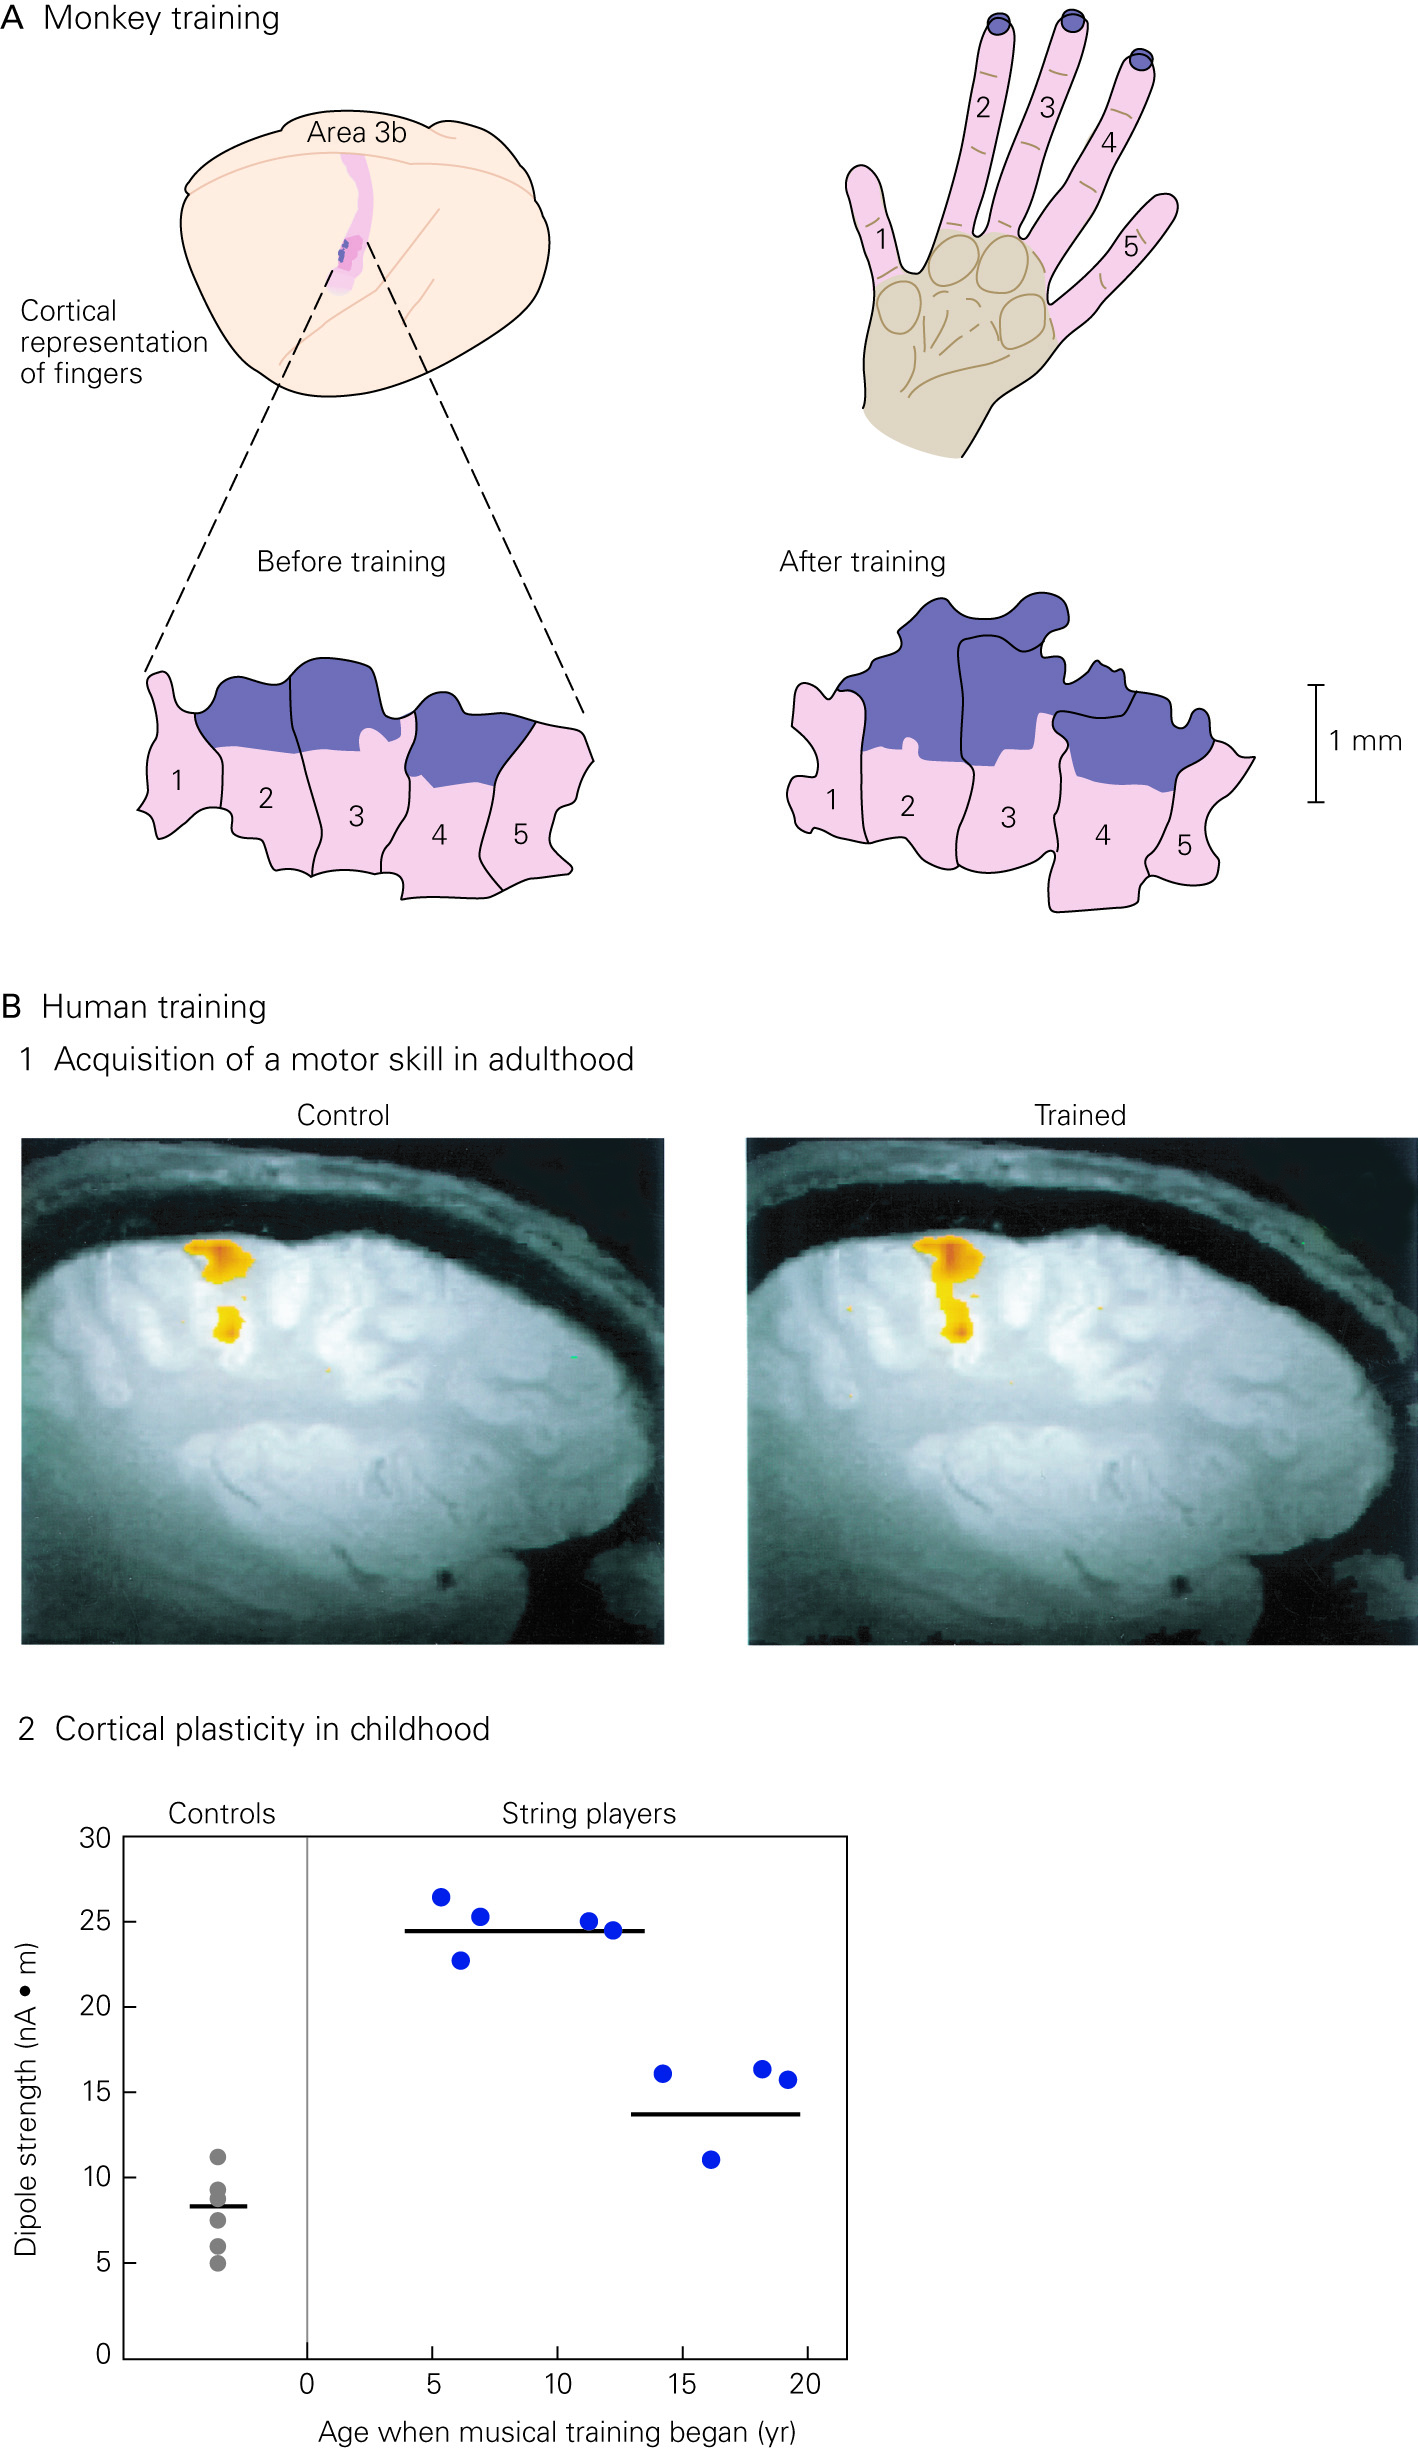 A Monkey training
Area 3b
2
3
4
1
5
Cortical
representation
of fingers
Before training
After training
1
2
3
4
5
1
2
3
4
5
1 mm
B Human training
1 Acquisition of a motor skill in adulthood
Control
Trained
2 Cortical plasticity in childhood
Controls
String players
30
25
20
15
10
5
0
Dipole strength (nA • m)
0
5
10
15
20
Age when musical training began (yr)